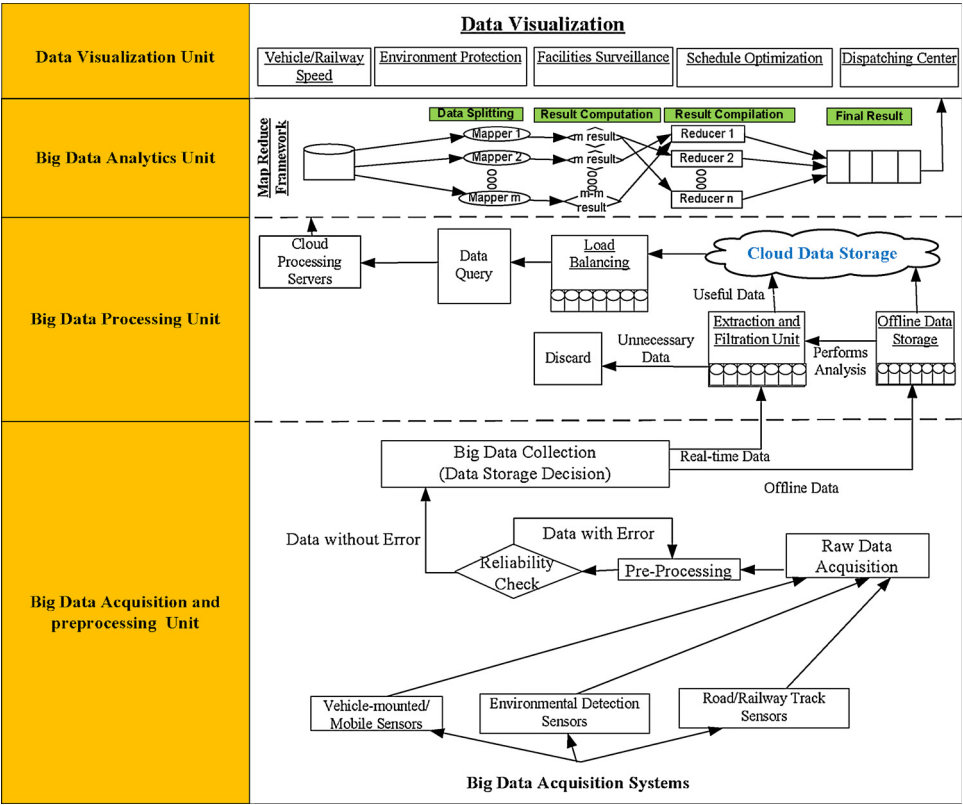 Data Visualization Unit
Data Visualization
Vehicle/Railway
Speed
Environment Protection
Facilities Surveillance
Schedule Optimization
Dispatching Center
Big Data Analytics Unit
Map Reduce
Framework
Data Splitting
Result Computation
Result Compilation
Final Result
Mapper 1
m result
Reducer 1
Mapper 2
m result
Reducer 2
Mapper m
m-m
result
Reducer n
Big Data Processing Unit
Cloud
Processing
Servers
Data
Query
Load
Balancing
Cloud Data Storage
Useful Data
Extraction and
Filtration Unit
Offline Data
Storage
Performs
Analysis
Unnecessary
Data
Discard
Big Data Acquisition and
preprocessing Unit
Big Data Collection
(Data Storage Decision)
Real-time Data
Offline Data
Data without Error
Data with Error
Reliability
Check
Pre-Processing
Raw Data
Acquisition
Vehicle-mounted/
Mobile Sensors
Environmental Detection
Sensors
Road/Railway Track
Sensors
Big Data Acquisition Systems